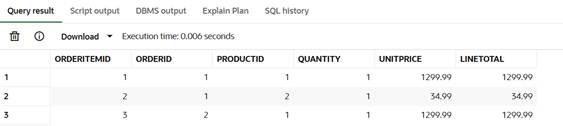 Query result Script output DBMS output Explain Plan SQL history
Download Execution time: 0.006 seconds
ORDERITEMID ORDERID PRODUCTID QUANTITY UNITPRICE LINETOTAL
1 1 1 1 1 1299.99 1299.99
2 2 1 2 1 34.99 34.99
3 3 2 1 1 1299.99 1299.99